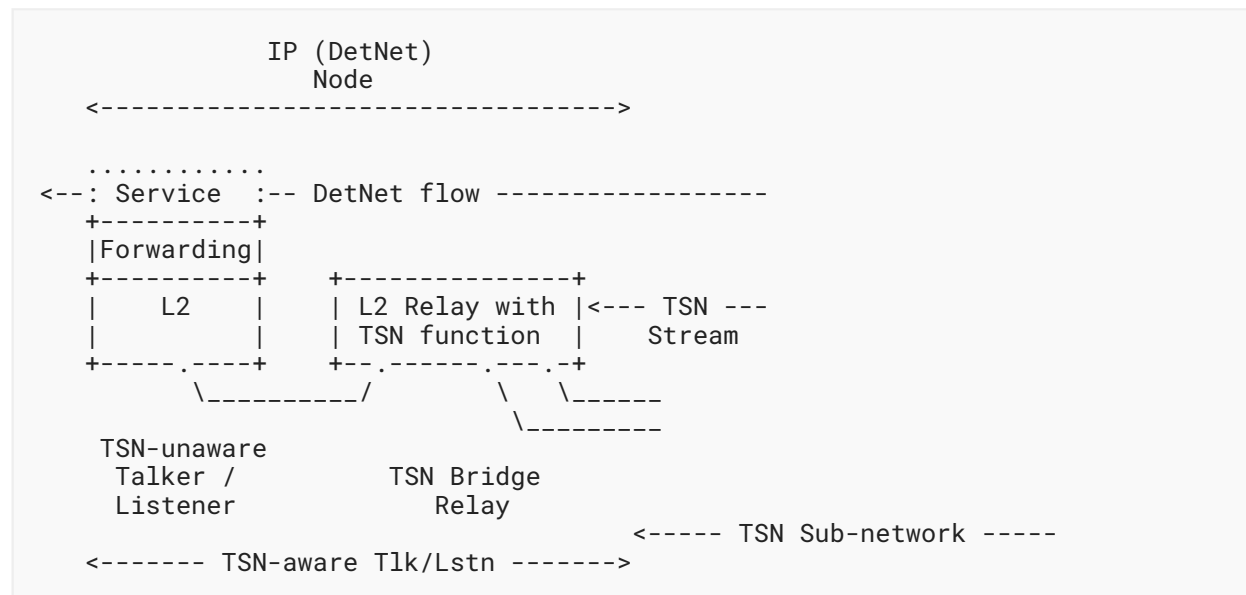 IP (DetNet)
                   Node
    <---------------------------------->

    ............
<--: Service  :-- DetNet flow ------------------
   +----------+
   |Forwarding|
   +----------+    +---------------+
   |    L2    |    | L2 Relay with |<--- TSN ---
   |          |    | TSN function  |    Stream
   +-----.----+    +--.------.---.-+
          \__________/        \   \______
                               \_________
    TSN-unaware
     Talker /          TSN Bridge
     Listener             Relay
                                       <----- TSN Sub-network -----
   <------- TSN-aware Tlk/Lstn ------->